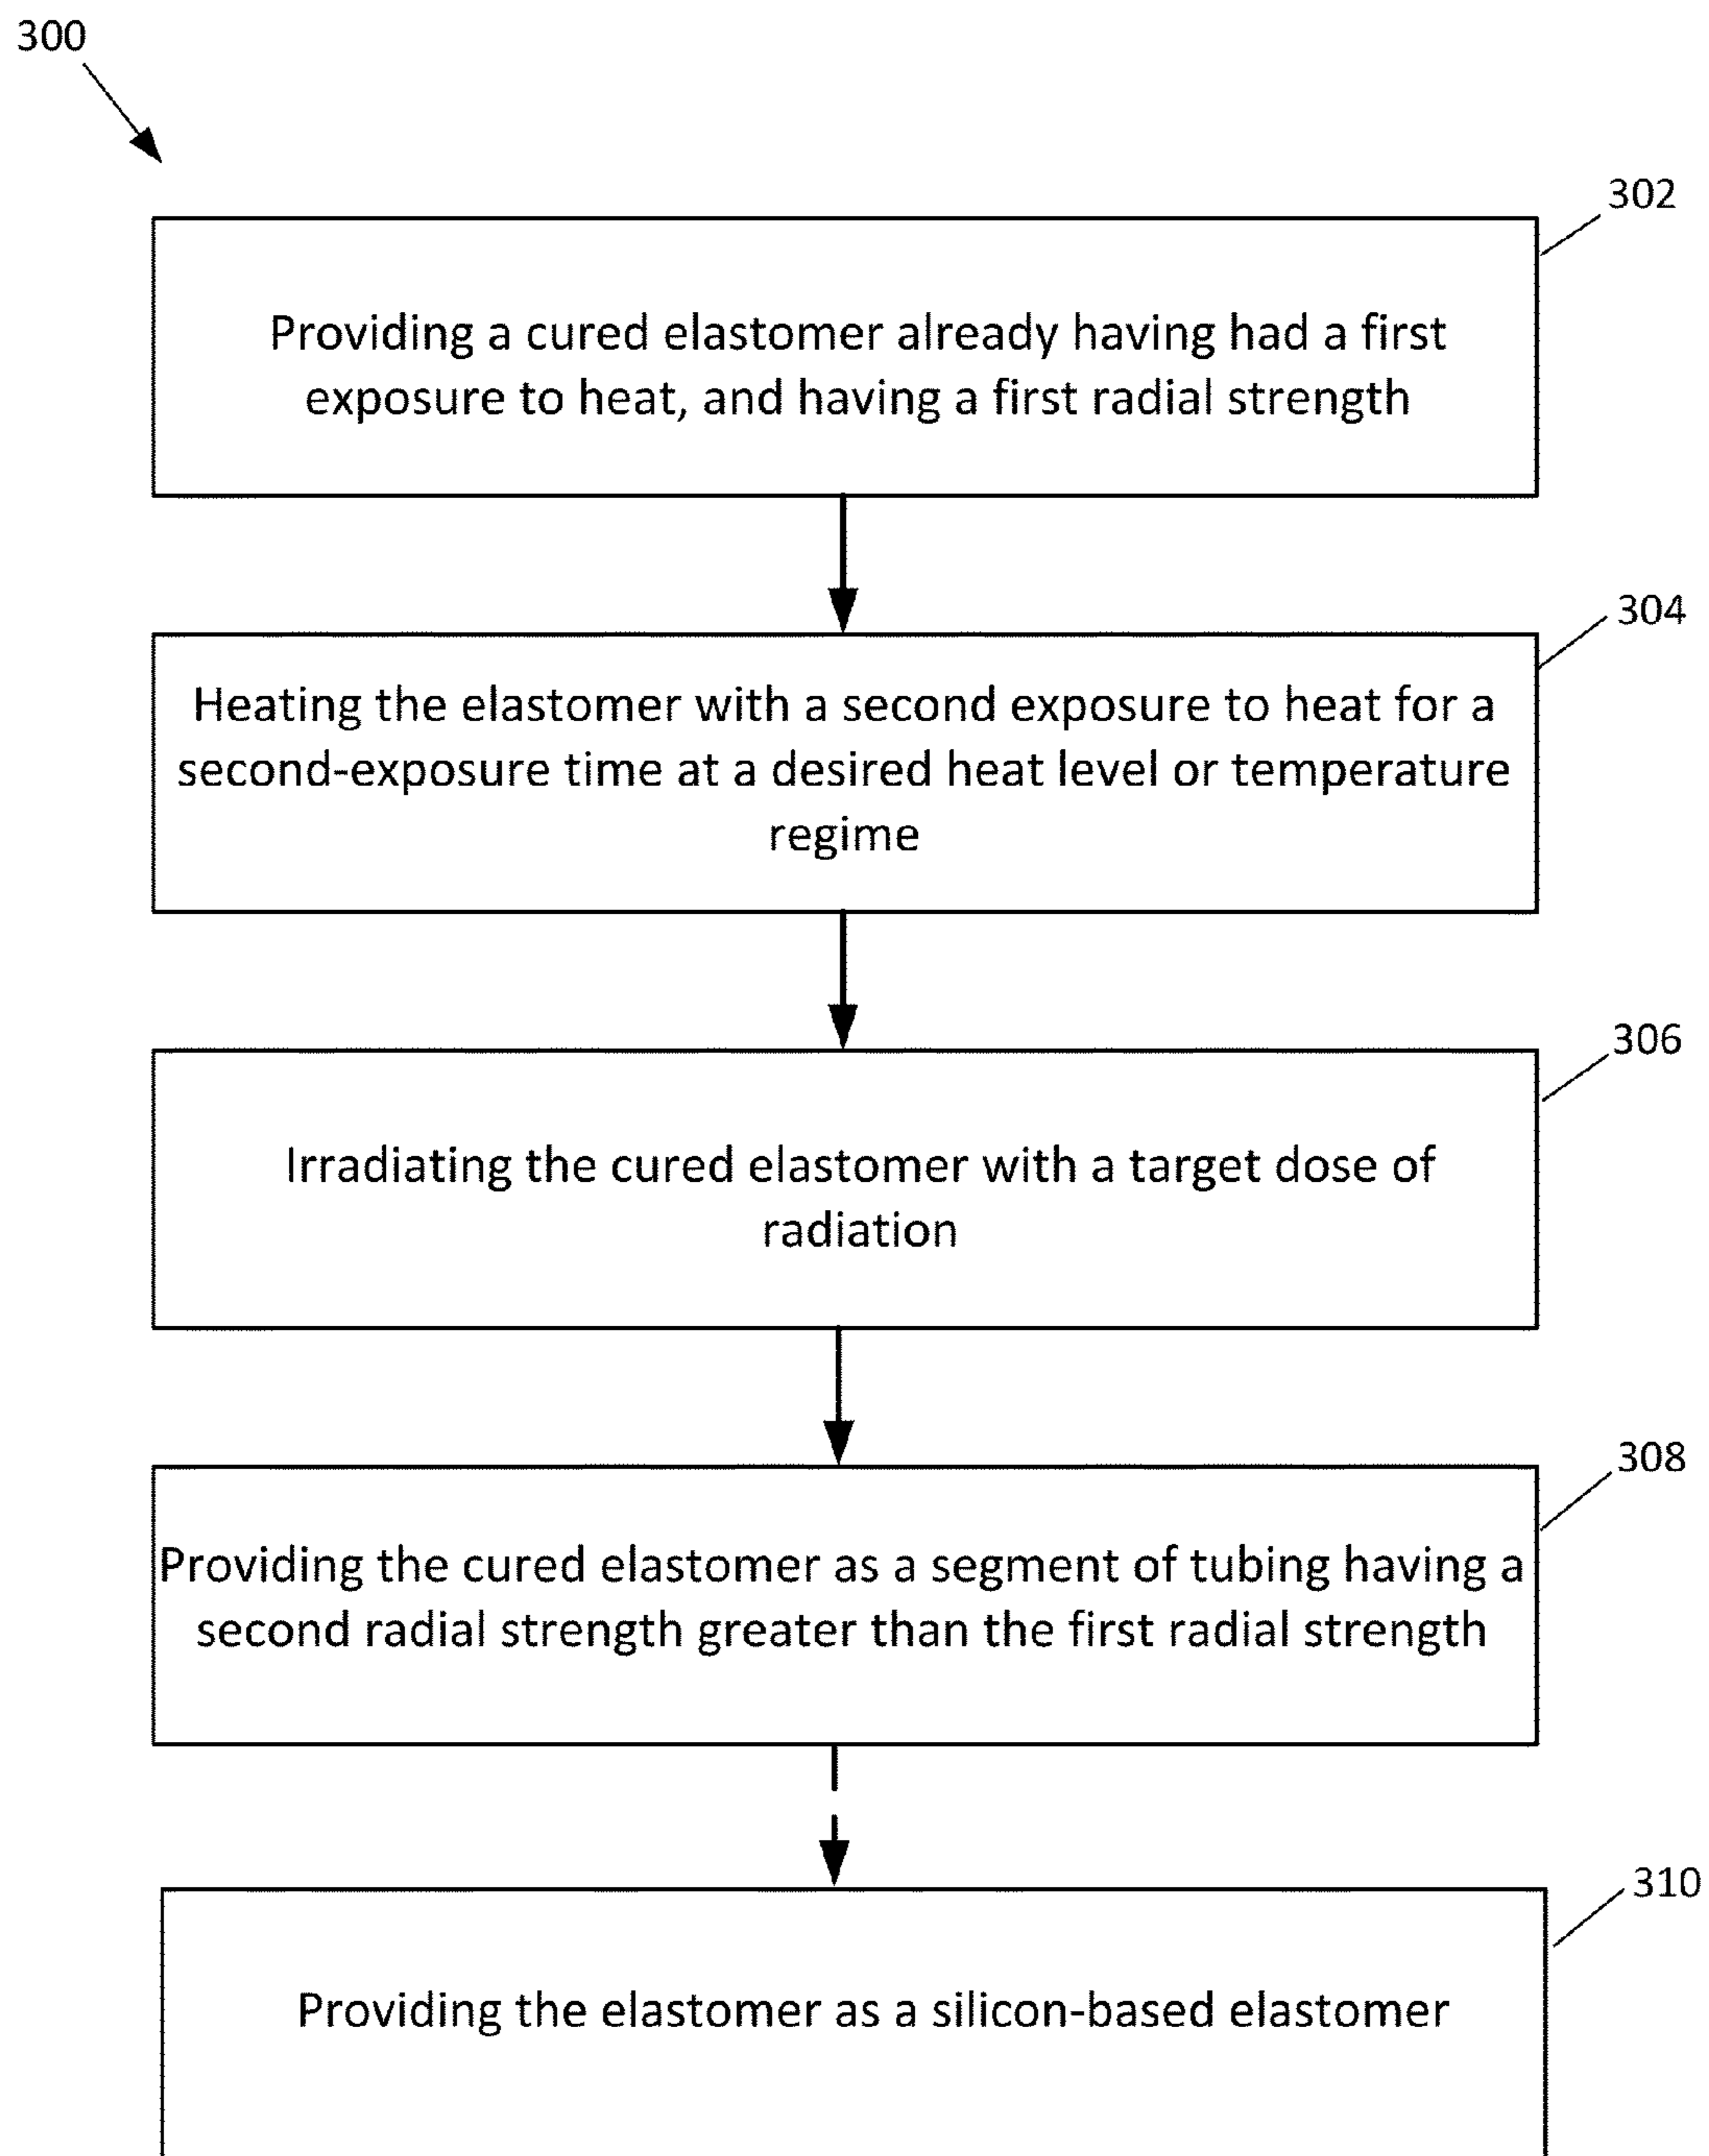 300
302
Providing a cured elastomer already having had a first
exposure to heat, and having a first radial strength
304
Heating the elastomer with a second exposure to heat for a
second-exposure time at a desired heat level or temperature
regime
306
Irradiating the cured elastomer with a target dose of
radiation
308
Providing the cured elastomer as a segment of tubing having a
second radial strength greater than the first radial strength
310
Providing the elastomer as a silicon-based elastomer